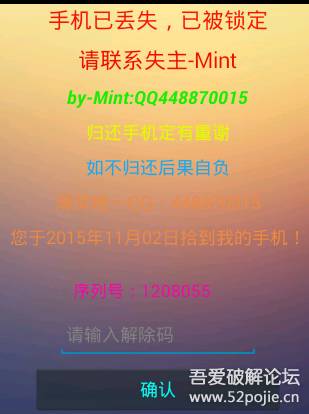 手机已丢失，已被锁定
请联系失主-Mint
by-Mint:QQ448870015
归还手机定有重谢
如不归还后果自负
QQ：448870015
您于2015年11月02日拾到我的手机！
序列号：1208055
请输入解除码
确认
吾爱破解论坛
www.52pojie.cn